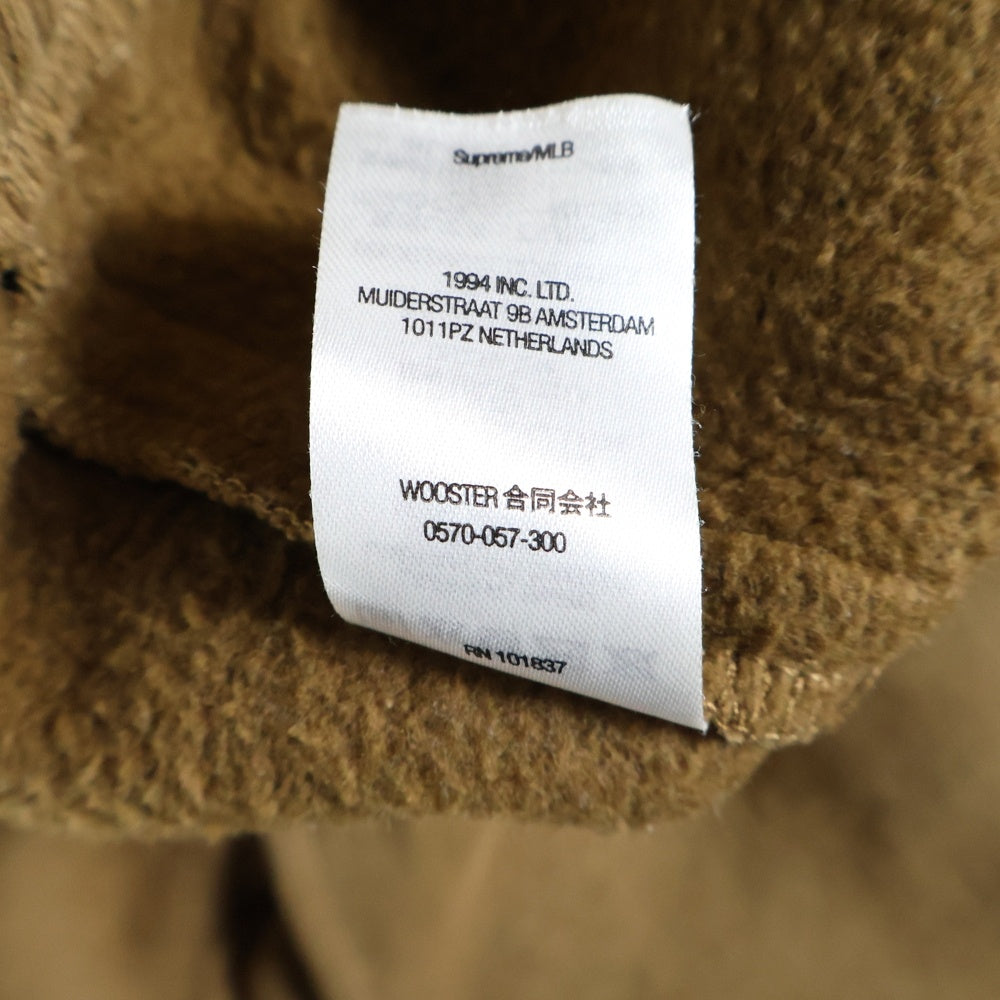 Supreme/MLB
1994 INC. LTD.
MUIDERSTRAAT 9B AMSTERDAM
1011PZ NETHERLANDS
WOOSTER 合同会社
0570-057-300
RN 101837